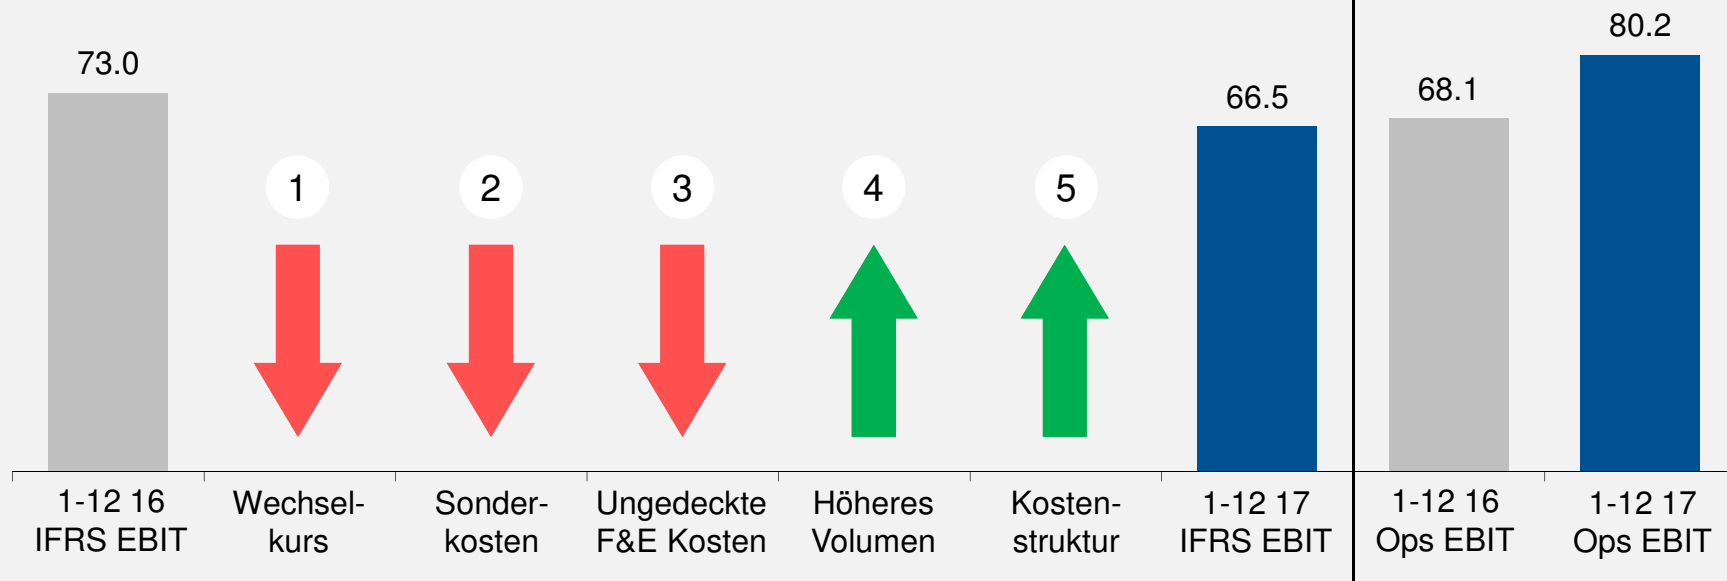 73.0
1
2
3
4
5
66.5
68.1
80.2
1-12 16
IFRS EBIT
Wechsel-
kurs
Sonder-
kosten
Ungedeckte
F&E Kosten
Höheres
Volumen
Kosten-
struktur
1-12 17
IFRS EBIT
1-12 16
Ops EBIT
1-12 17
Ops EBIT